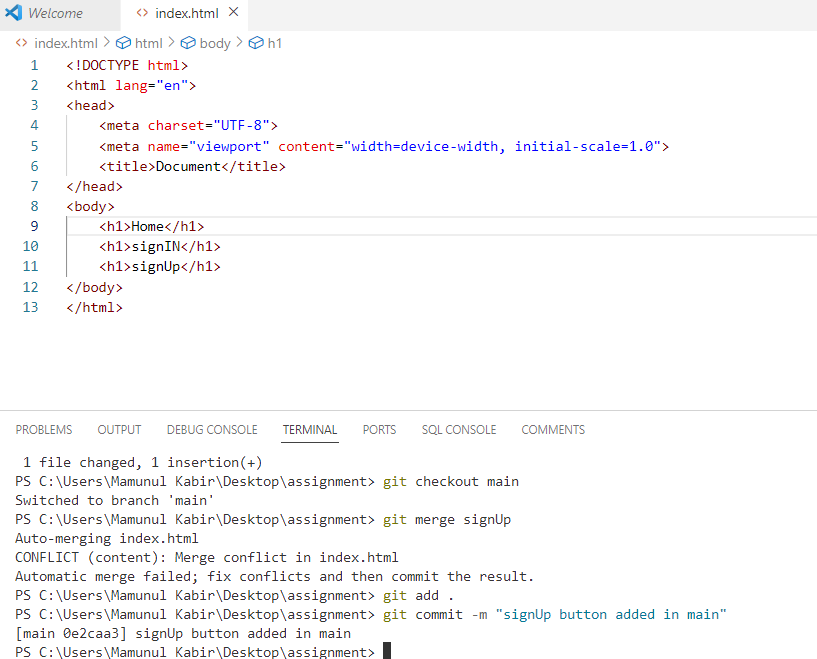 Welcome
index.html
index.html > html > body > h1
1 <!DOCTYPE html>
2 <html lang="en">
3 <head>
4 <meta charset="UTF-8">
5 <meta name="viewport" content="width=device-width, initial-scale=1.0">
6 <title>Document</title>
7 </head>
8 <body>
9 <h1>Home</h1>
10 <h1>signIN</h1>
11 <h1>signUp</h1>
12 </body>
13 </html>
PROBLEMS OUTPUT DEBUG CONSOLE TERMINAL PORTS SQL CONSOLE COMMENTS
1 file changed, 1 insertion(+)
PS C:\Users\Mamunul Kabir\Desktop\assignment> git checkout main
Switched to branch 'main'
PS C:\Users\Mamunul Kabir\Desktop\assignment> git merge signUp
Auto-merging index.html
CONFLICT (content): Merge conflict in index.html
Automatic merge failed; fix conflicts and then commit the result.
PS C:\Users\Mamunul Kabir\Desktop\assignment> git add .
PS C:\Users\Mamunul Kabir\Desktop\assignment> git commit -m "signUp button added in main"
[main 0e2caa3] signUp button added in main
PS C:\Users\Mamunul Kabir\Desktop\assignment>